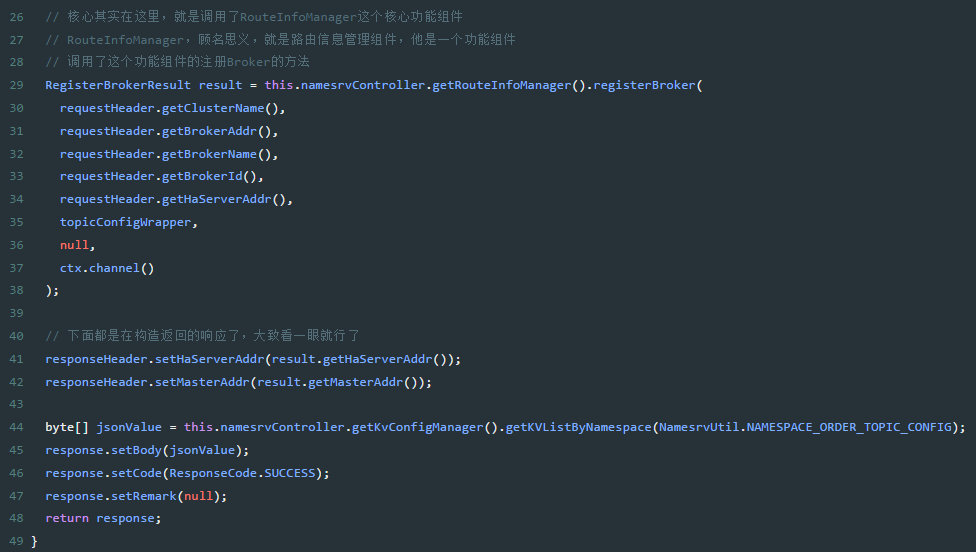 26 // 核心其实在这里，就是调用了RouteInfoManager这个核心功能组件
27 // RouteInfoManager，顾名思义，就是路由信息管理组件，他是一个功能组件
28 // 调用了这个功能组件的注册Broker的方法
29 RegisterBrokerResult result = this.namesrvController.getRouteInfoManager().registerBroker(
30 requestHeader.getClusterName(),
31 requestHeader.getBrokerAddr(),
32 requestHeader.getBrokerName(),
33 requestHeader.getBrokerId(),
34 requestHeader.getHaServerAddr(),
35 topicConfigWrapper,
36 null,
37 ctx.channel()
38 );
39
40 // 下面都是在构造返回的响应了，大致看一眼就行了
41 responseHeader.setHaServerAddr(result.getHaServerAddr());
42 responseHeader.setMasterAddr(result.getMasterAddr());
43
44 byte[] jsonValue = this.namesrvController.getKvConfigManager().getKVListByNamespace(NamesrvUtil.NAMESPACE_ORDER_TOPIC_CONFIG);
45 response.setBody(jsonValue);
46 response.setCode(ResponseCode.SUCCESS);
47 response.setRemark(null);
48 return response;
49 }